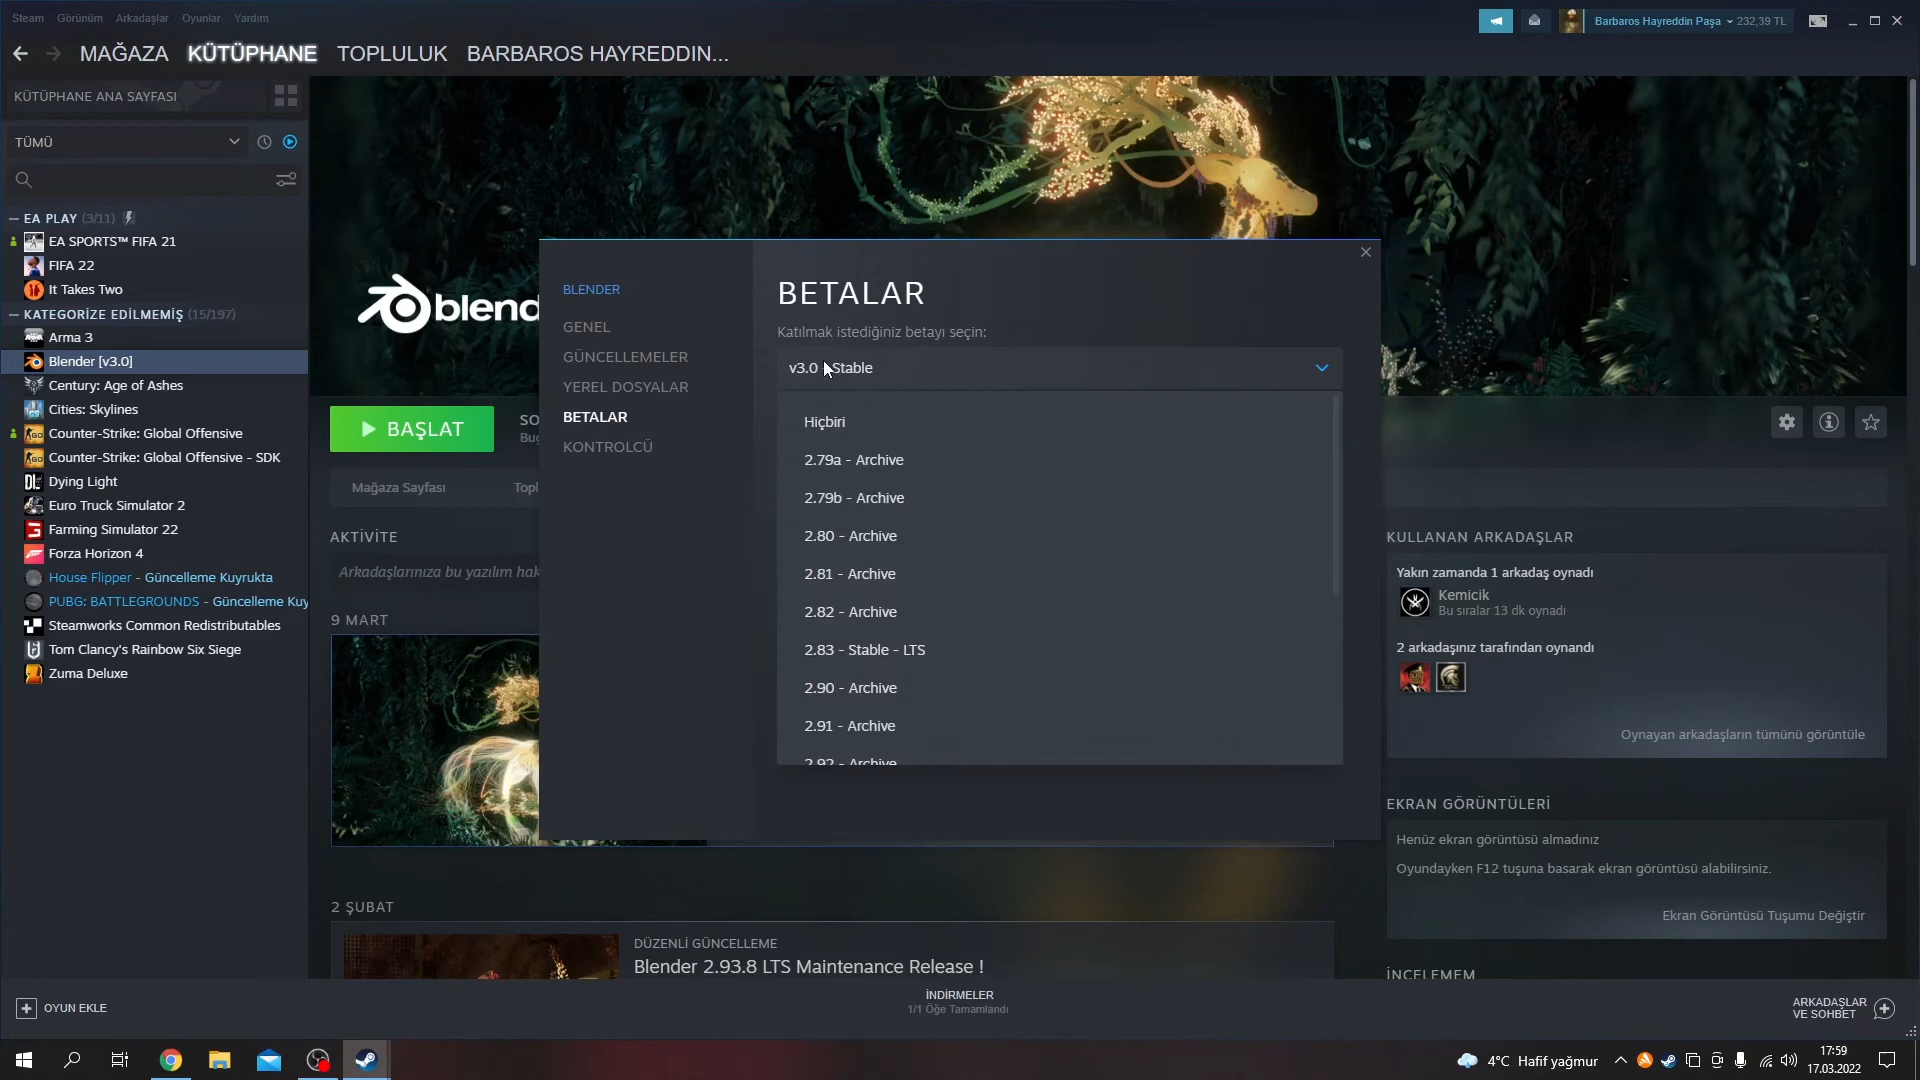 Steam Görünüm Arkadaşlar Oyunlar Yardım
Barbaros Hayreddin Paşa 232,39 TL
MAĞAZA KÜTÜPHANE TOPLULUK BARBAROS HAYREDDIN...
KÜTÜPHANE ANA SAYFASI
TÜMÜ
EA PLAY (3/11)
EA SPORTS™ FIFA 21
FIFA 22
It Takes Two
KATEGORİZE EDİLMEMİŞ (15/197)
Arma 3
Blender [v3.0]
Century: Age of Ashes
Cities: Skylines
Counter-Strike: Global Offensive
Counter-Strike: Global Offensive - SDK
Dying Light
Euro Truck Simulator 2
Farming Simulator 22
Forza Horizon 4
House Flipper - Güncelleme Kuyrukta
PUBG: BATTLEGROUNDS - Güncelleme Kuy
Steamworks Common Redistributables
Tom Clancy's Rainbow Six Siege
Zuma Deluxe
OYUN EKLE
blend
BAŞLAT
SO
Bug
Mağaza Sayfası
Topl
AKTİVİTE
Arkadaşlarınıza bu yazılım hak
9 MART
2 ŞUBAT
DÜZENLİ GÜNCELLEME
Blender 2.93.8 LTS Maintenance Release !
BLENDER
GENEL
GÜNCELLEMELER
YEREL DOSYALAR
BETALAR
KONTROLCÜ
BETALAR
Katılmak istediğiniz betayı seçin:
v3.0 Stable
Hiçbiri
2.79a - Archive
2.79b - Archive
2.80 - Archive
2.81 - Archive
2.82 - Archive
2.83 - Stable - LTS
2.90 - Archive
2.91 - Archive
2.92 - Archive
KULLANAN ARKADAŞLAR
Yakın zamanda 1 arkadaş oynadı
Kemicik
Bu sıralar 13 dk oynadı
2 arkadaşınız tarafından oynandı
Oynayan arkadaşların tümünü görüntüle
EKRAN GÖRÜNTÜLERİ
Henüz ekran görüntüsü almadınız
Oyundayken F12 tuşuna basarak ekran görüntüsü alabilirsiniz.
Ekran Görüntüsü Tuşumu Değiştir
İNCELEMEM
İNDİRMELER
1/1 Öğe Tamamlandı
ARKADAŞLAR
VE SOHBET
4°C Hafif yağmur
17:59
17.03.2022